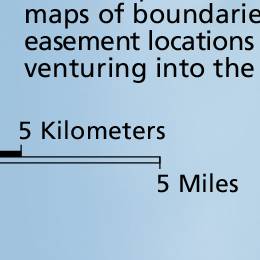 maps of boundarie
easement locations
venturing into the
5 Kilometers
5 Miles